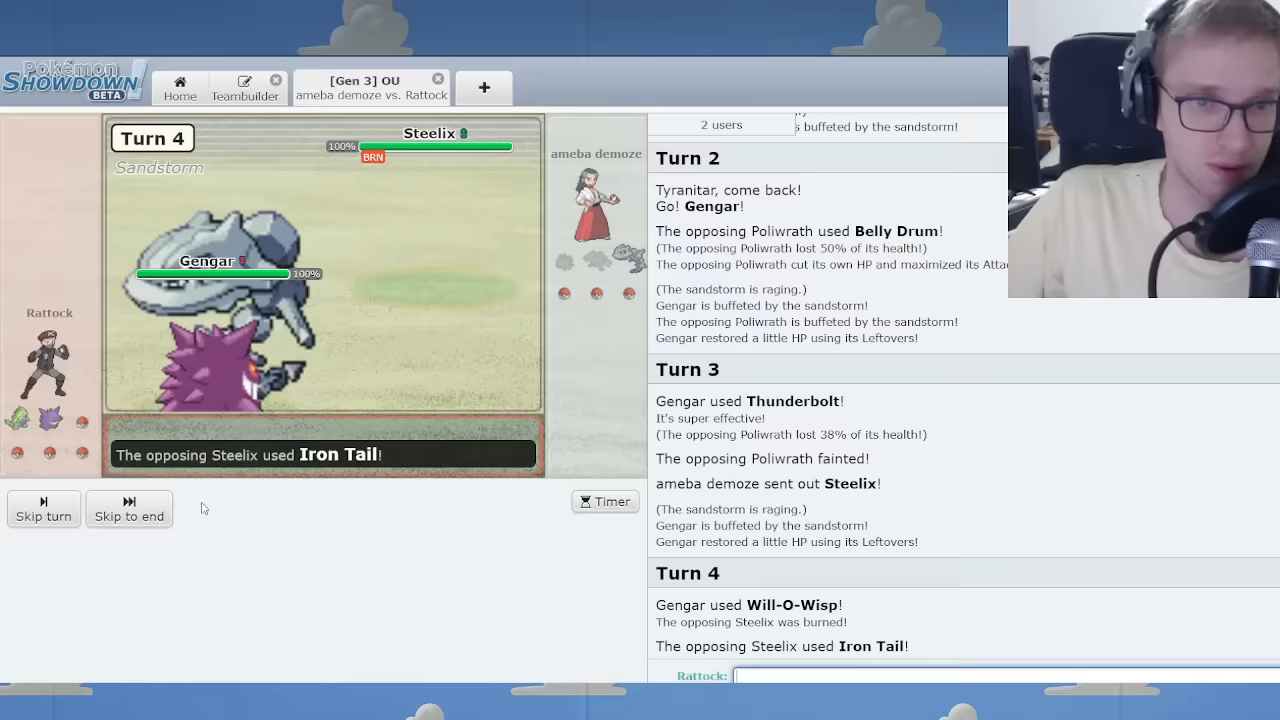 Pokémon
SHOWDOWN!
BETA
Home
Teambuilder
[Gen 3] OU
ameba demoze vs. Rattock
+
2 users
s buffeted by the sandstorm!
Turn 4
Sandstorm
Steelix
100%
BRN
ameba demoze
Gengar
100%
Rattock
The opposing Steelix used Iron Tail!
Skip turn
Skip to end
Timer
Turn 2
Tyranitar, come back!
Go! Gengar!
The opposing Poliwrath used Belly Drum!
(The opposing Poliwrath lost 50% of its health!)
The opposing Poliwrath cut its own HP and maximized its Atta
(The sandstorm is raging.)
Gengar is buffeted by the sandstorm!
The opposing Poliwrath is buffeted by the sandstorm!
Gengar restored a little HP using its Leftovers!
Turn 3
Gengar used Thunderbolt!
It's super effective!
(The opposing Poliwrath lost 38% of its health!)
The opposing Poliwrath fainted!
ameba demoze sent out Steelix!
(The sandstorm is raging.)
Gengar is buffeted by the sandstorm!
Gengar restored a little HP using its Leftovers!
Turn 4
Gengar used Will-O-Wisp!
The opposing Steelix was burned!
The opposing Steelix used Iron Tail!
Rattock: